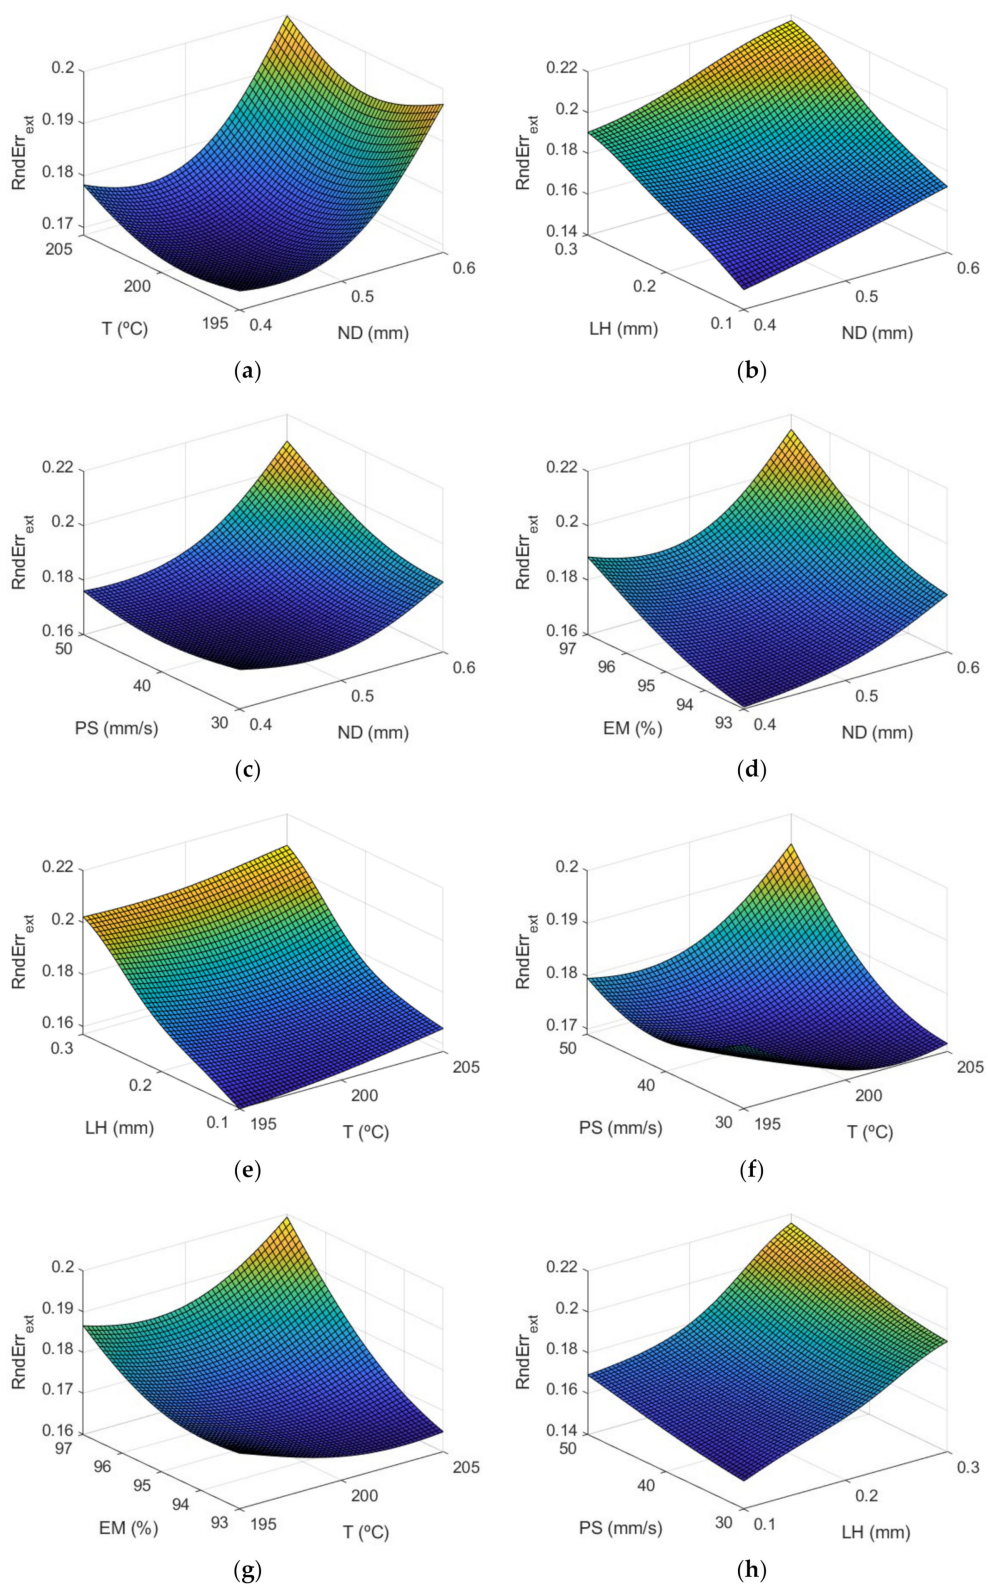 0.2
0.19
0.18
0.17
RndErr_ext
205
200
195
T (ºC)
0.4
0.5
0.6
ND (mm)
(a)
0.22
0.2
0.18
0.16
0.14
RndErr_ext
0.3
0.2
0.1
LH (mm)
0.4
0.5
0.6
ND (mm)
(b)
0.22
0.2
0.18
0.16
RndErr_ext
50
40
30
PS (mm/s)
0.4
0.5
0.6
ND (mm)
(c)
0.22
0.2
0.18
0.16
RndErr_ext
97
96
95
94
93
EM (%)
0.4
0.5
0.6
ND (mm)
(d)
0.22
0.2
0.18
0.16
RndErr_ext
0.3
0.2
0.1
LH (mm)
195
200
205
T (ºC)
(e)
0.2
0.19
0.18
0.17
RndErr_ext
50
40
30
PS (mm/s)
195
200
205
T (ºC)
(f)
0.2
0.19
0.18
0.17
0.16
RndErr_ext
97
96
95
94
93
EM (%)
195
200
205
T (ºC)
(g)
0.22
0.2
0.18
0.16
0.14
RndErr_ext
50
40
30
PS (mm/s)
0.1
0.2
0.3
LH (mm)
(h)